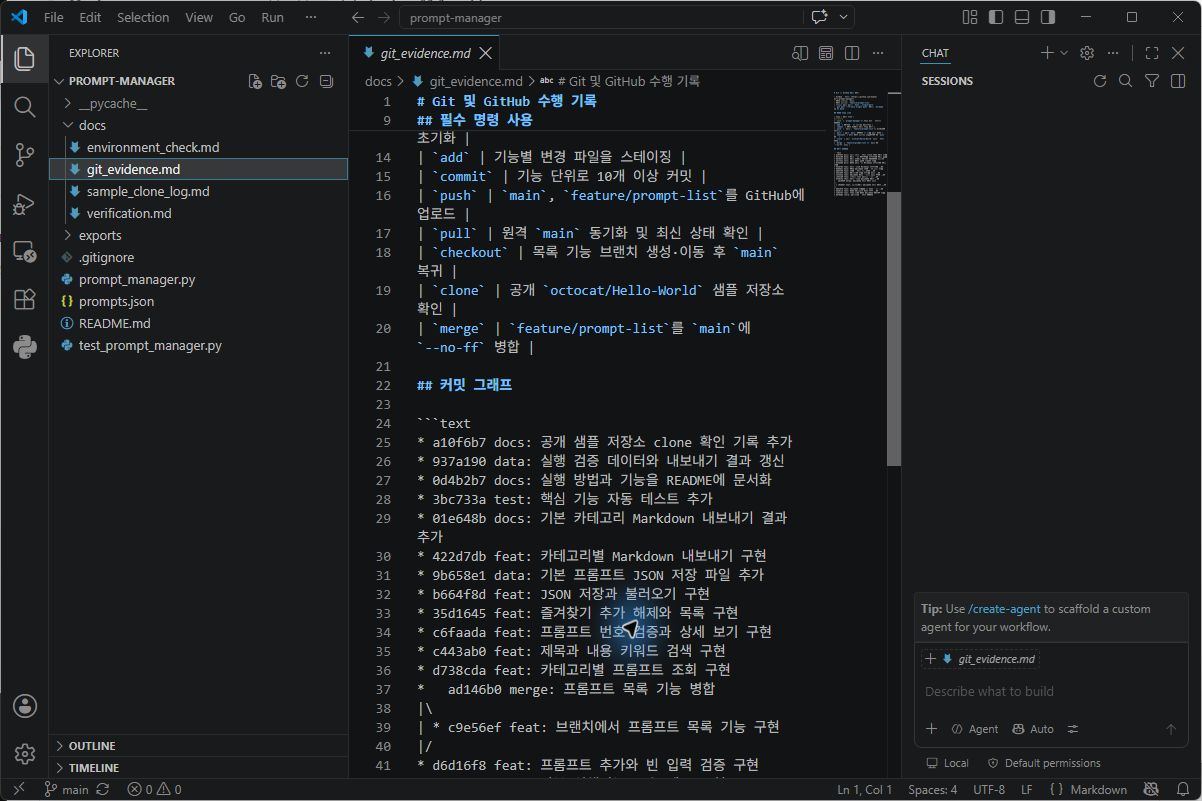 File Edit Selection View Go Run ···
prompt-manager
EXPLORER
PROMPT-MANAGER
__pycache__
docs
environment_check.md
git_evidence.md
sample_clone_log.md
verification.md
exports
.gitignore
prompt_manager.py
prompts.json
README.md
test_prompt_manager.py
OUTLINE
TIMELINE
git_evidence.md
docs > git_evidence.md > abc # Git 및 GitHub 수행 기록
1 # Git 및 GitHub 수행 기록
9 ## 필수 명령 사용
초기화 |
14 | `add` | 기능별 변경 파일을 스테이징 |
15 | `commit` | 기능 단위로 10개 이상 커밋 |
16 | `push` | `main`, `feature/prompt-list`를 GitHub에
업로드 |
17 | `pull` | 원격 `main` 동기화 및 최신 상태 확인 |
18 | `checkout` | 목록 기능 브랜치 생성·이동 후 `main`
복귀 |
19 | `clone` | 공개 `octocat/Hello-World` 샘플 저장소
확인 |
20 | `merge` | `feature/prompt-list`를 `main`에
`--no-ff` 병합 |
21
22 ## 커밋 그래프
23
24 ```text
25 * a10f6b7 docs: 공개 샘플 저장소 clone 확인 기록 추가
26 * 937a190 data: 실행 검증 데이터와 내보내기 결과 갱신
27 * 0d4b2b7 docs: 실행 방법과 기능을 README에 문서화
28 * 3bc733a test: 핵심 기능 자동 테스트 추가
29 * 01e648b docs: 기본 카테고리 Markdown 내보내기 결과
추가
30 * 422d7db feat: 카테고리별 Markdown 내보내기 구현
31 * 9b658e1 data: 기본 프롬프트 JSON 저장 파일 추가
32 * b664f8d feat: JSON 저장과 불러오기 구현
33 * 35d1645 feat: 즐겨찾기 추가 해제와 목록 구현
34 * c6faada feat: 프롬프트 번호 검증과 상세 보기 구현
35 * c443ab0 feat: 제목과 내용 키워드 검색 구현
36 * d738cda feat: 카테고리별 프롬프트 조회 구현
37 *   ad146b0 merge: 프롬프트 목록 기능 병합
38 |\
39 | * c9e56ef feat: 브랜치에서 프롬프트 목록 기능 구현
40 |/
41 * d6d16f8 feat: 프롬프트 추가와 빈 입력 검증 구현
CHAT
SESSIONS
Tip: Use /create-agent to scaffold a custom
agent for your workflow.
git_evidence.md
Describe what to build
Agent Auto
Local Default permissions
main 0 0 Ln 1, Col 1 Spaces: 4 UTF-8 LF { } Markdown